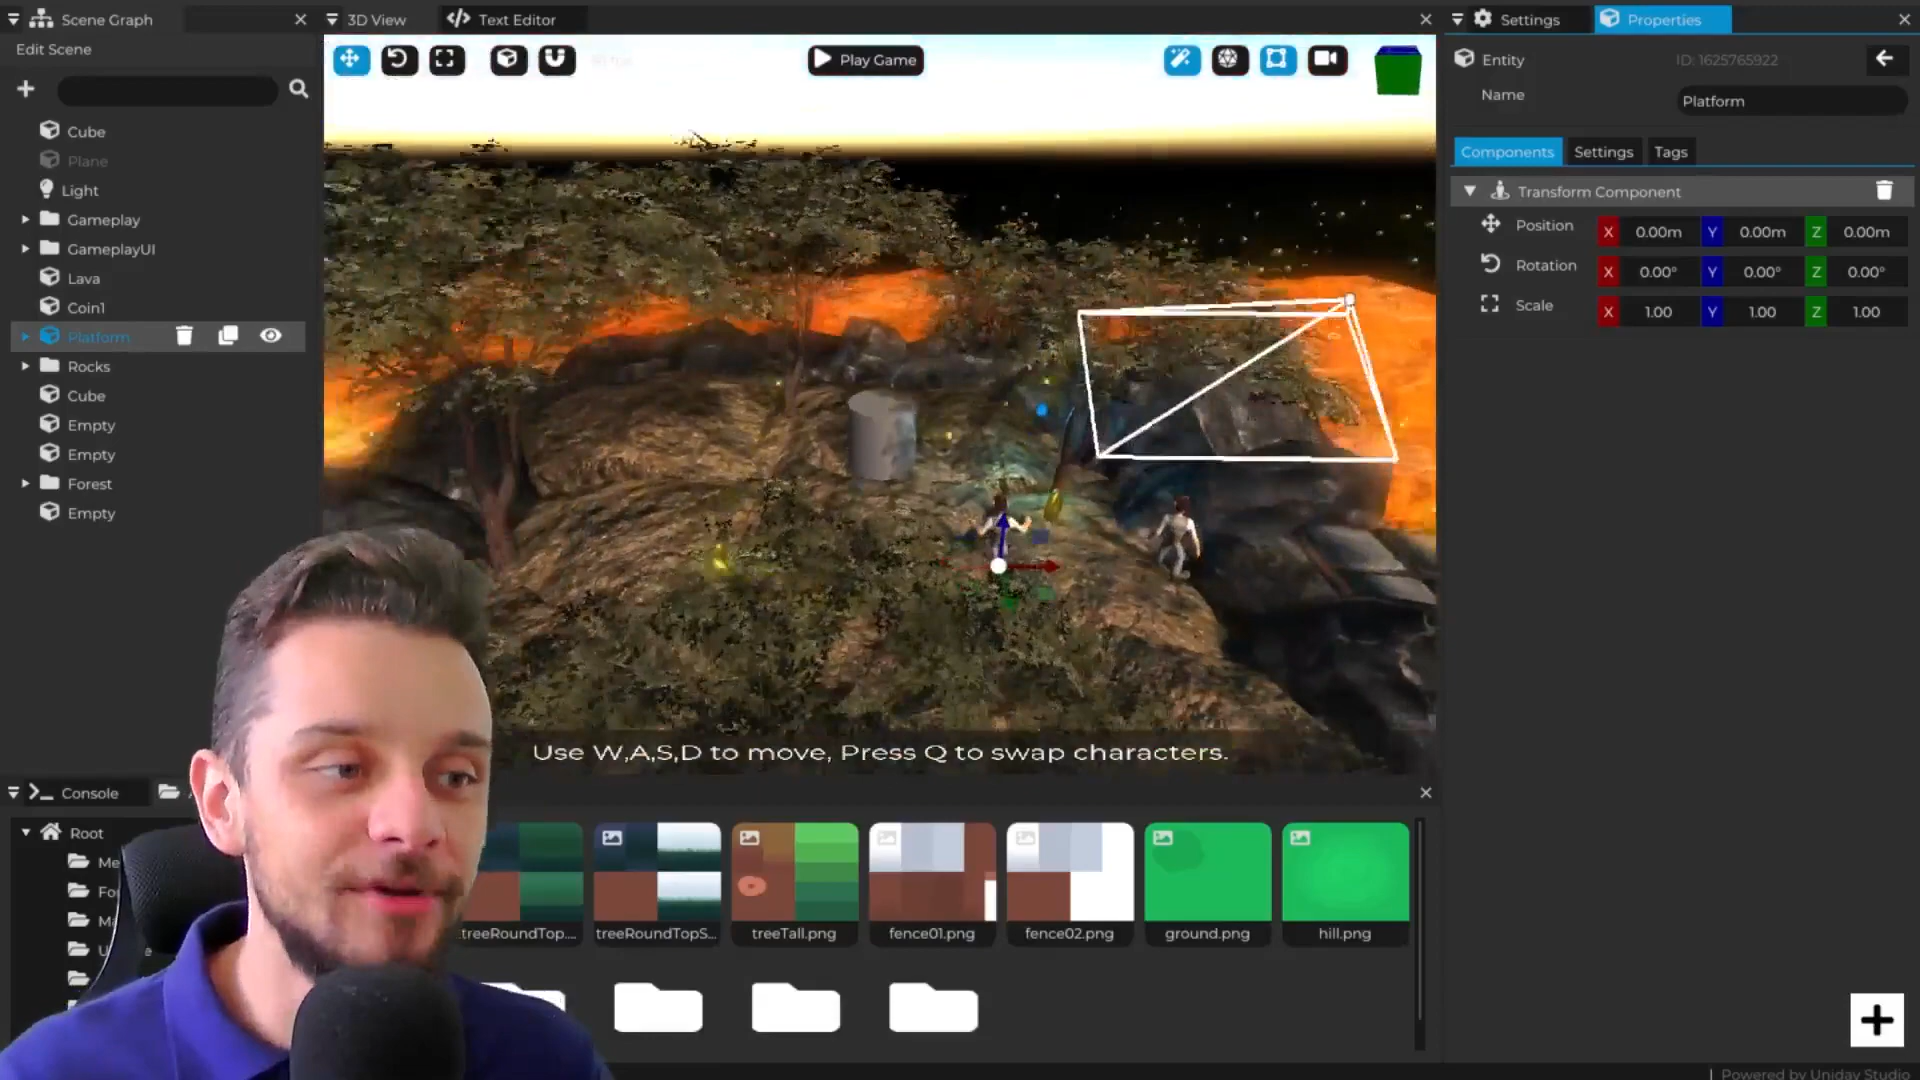 Scene Graph
3D View
Text Editor
Settings
Properties
Edit Scene
Play Game
Entity
ID: 1625765922
Name
Platform
Cube
Plane
Light
Gameplay
GameplayUI
Lava
Coin1
Platform
Rocks
Cube
Empty
Empty
Forest
Empty
Components
Settings
Tags
Transform Component
Position X 0.00m Y 0.00m Z 0.00m
Rotation X 0.00° Y 0.00° Z 0.00°
Scale X 1.00 Y 1.00 Z 1.00
Use W,A,S,D to move, Press Q to swap characters.
Console
Root
treeRoundTop....
treeRoundTopS...
treeTall.png
fence01.png
fence02.png
ground.png
hill.png
Powered by Uniday Studio